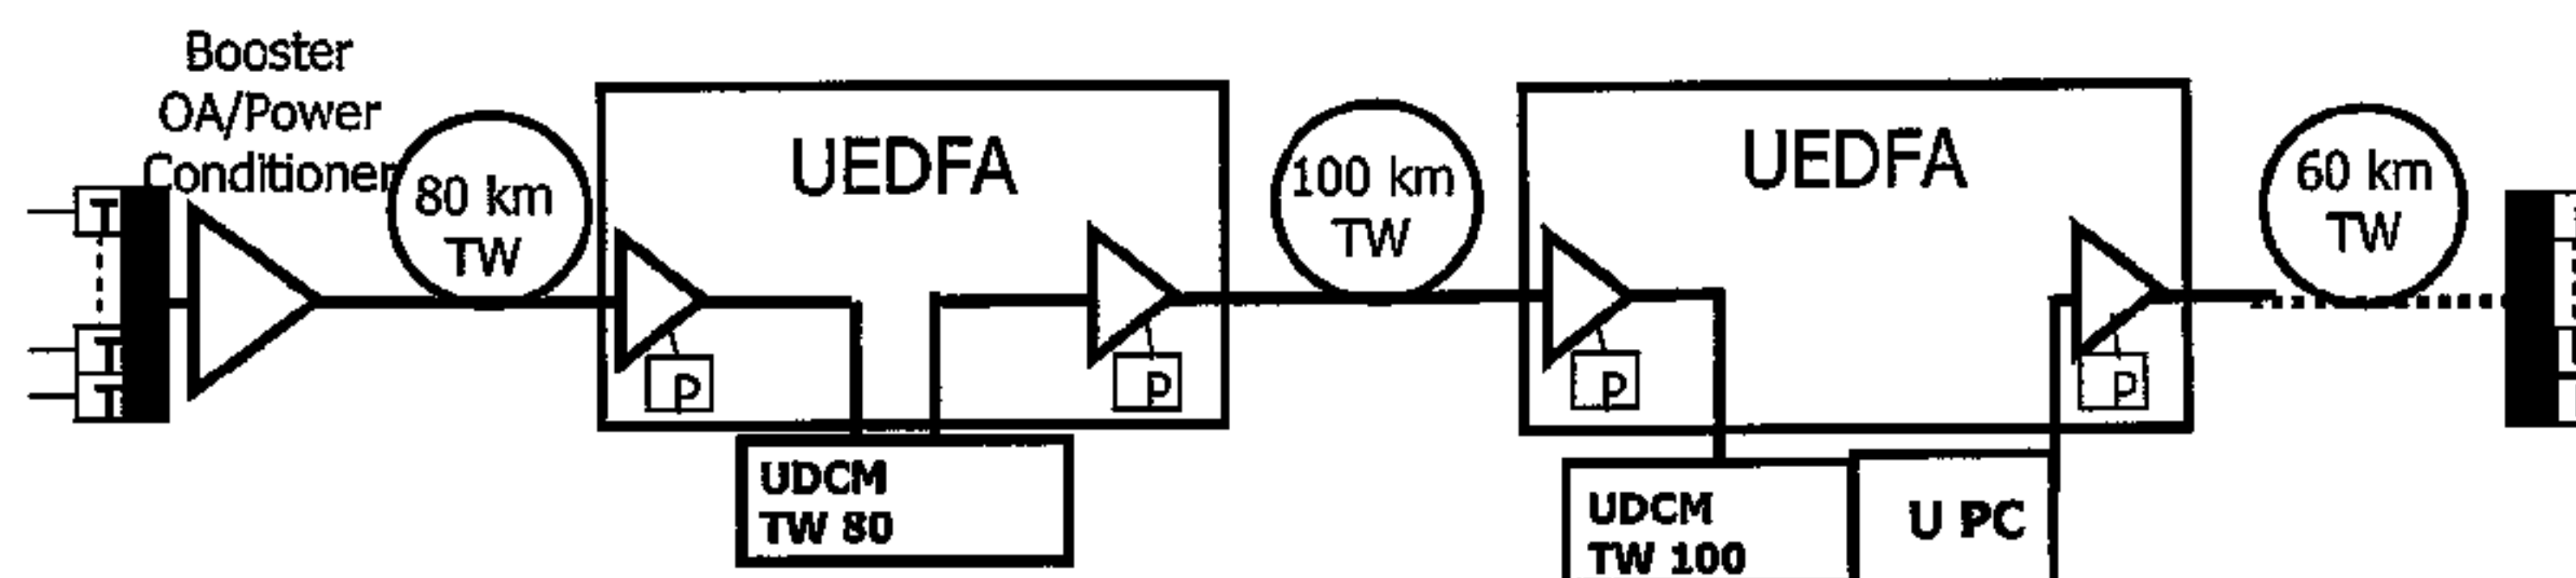 Booster
OA/Power
Conditioner
T
T
T
80 km
TW
UEDFA
P
P
UDCM
TW 80
100 km
TW
UEDFA
P
P
UDCM
TW 100
U PC
60 km
TW